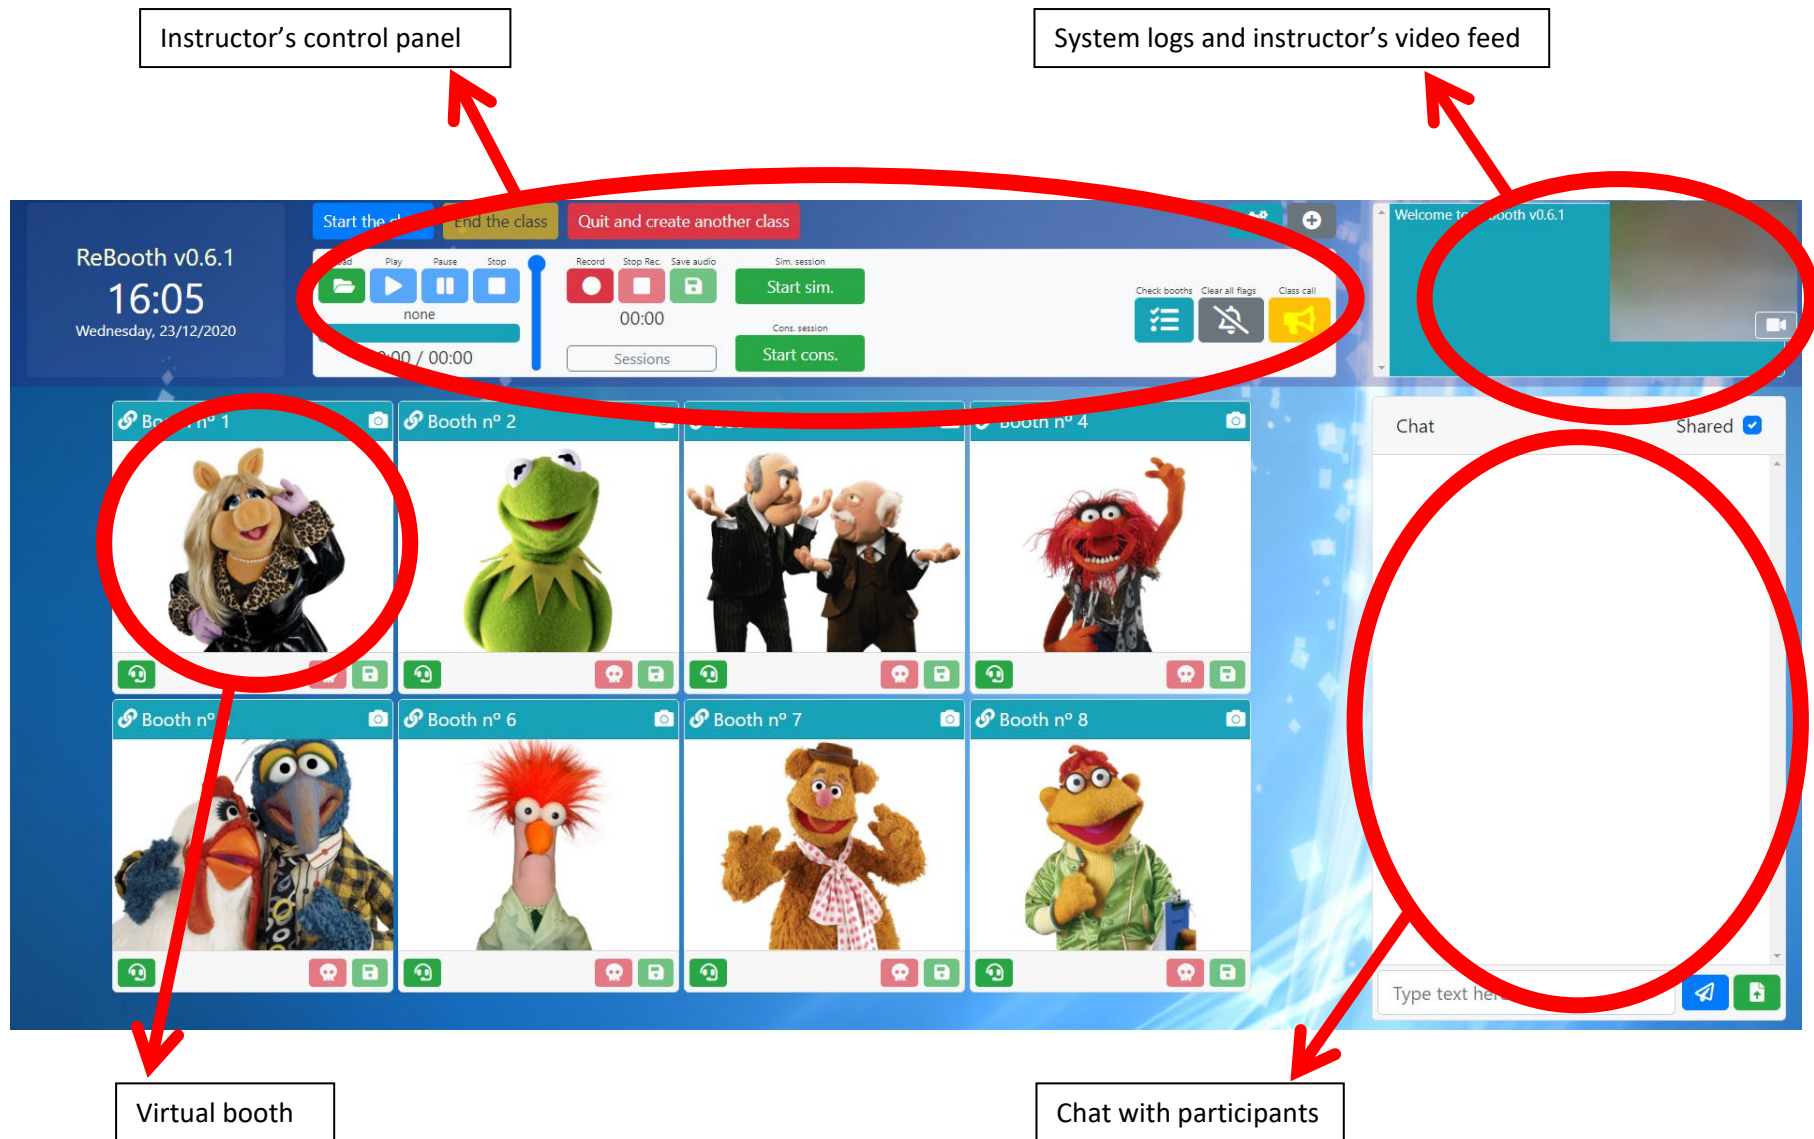 Instructor’s control panel
System logs and instructor’s video feed
ReBooth v0.6.1
16:05
Wednesday, 23/12/2020
Start the
End the class
Quit and create another class
Play
Pause
Stop
none
00:00
Record
Stop Rec.
Save audio
00:00
Sessions
Sim. session
Start sim.
Cons. session
Start cons.
Check booths
Clear all flags
Class call
Welcome to
v0.6.1
Booth nº 2
Booth nº 4
Booth nº 6
Booth nº 7
Booth nº 8
Chat
Shared
Type text here
Virtual booth
Chat with participants